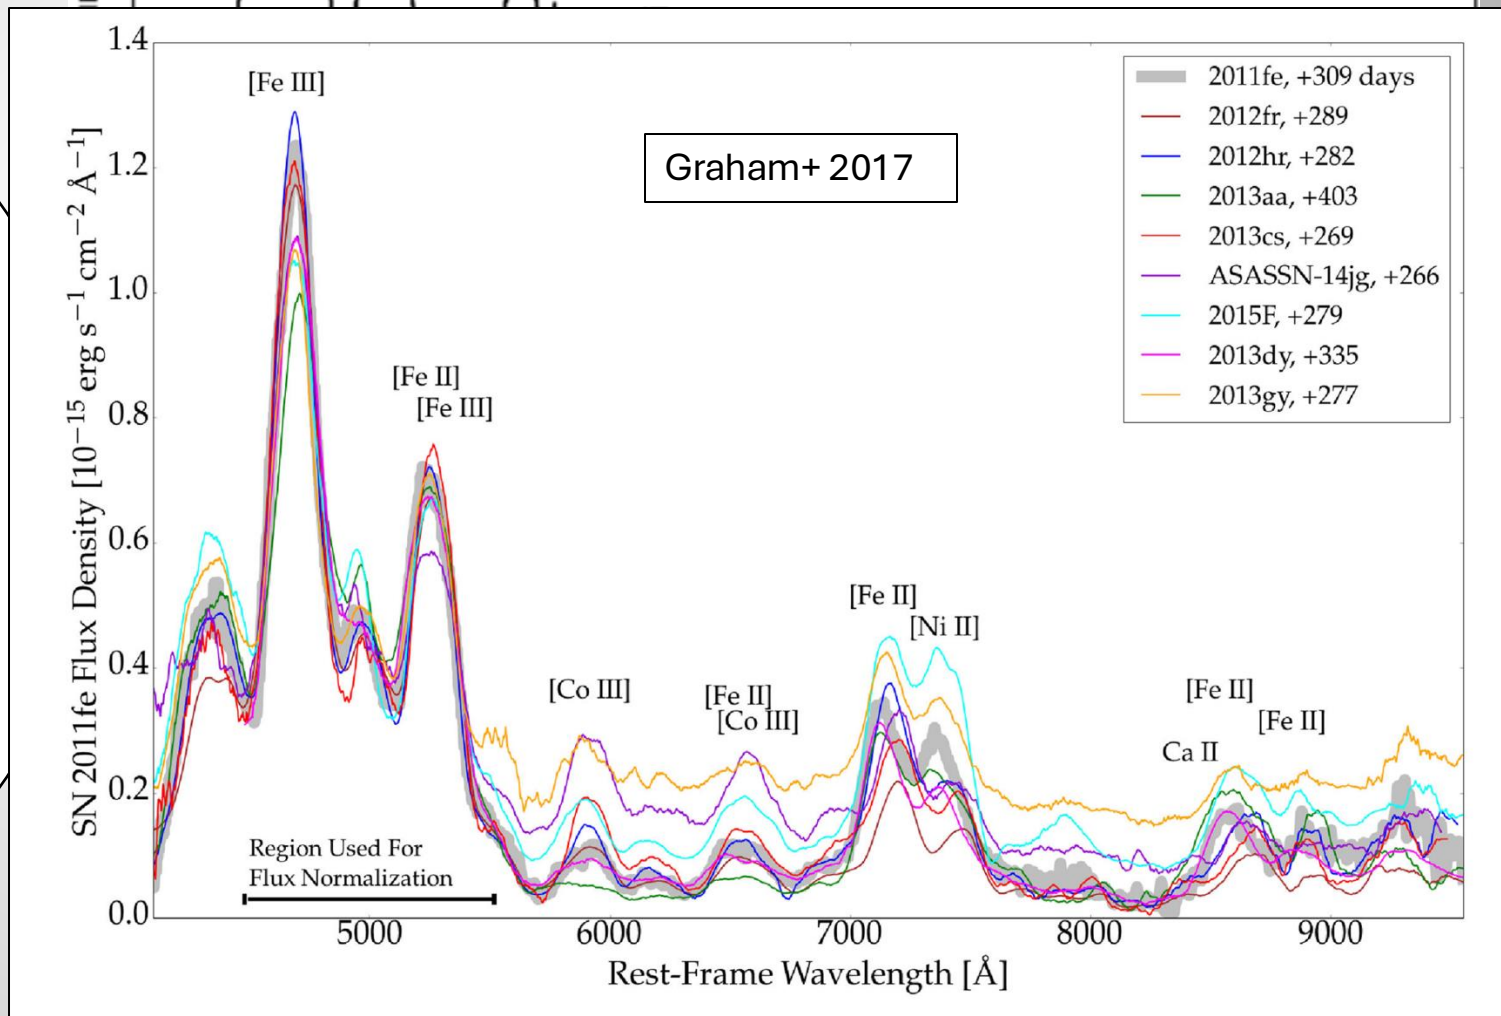 1.4
1.2
1.0
0.8
0.6
0.4
0.2
0.0
SN 2011fe Flux Density [10−15 erg s−1 cm−2 Å−1]
[Fe III]
Graham+ 2017
2011fe, +309 days
2012fr, +289
2012hr, +282
2013aa, +403
2013cs, +269
ASASSN-14jg, +266
2015F, +279
2013dy, +335
2013gy, +277
[Fe II]
[Fe III]
[Co III]
[Fe II]
[Co III]
[Fe II]
[Ni II]
[Fe II]
[Fe II]
Ca II
Region Used For
Flux Normalization
5000 6000 7000 8000 9000
Rest-Frame Wavelength [Å]